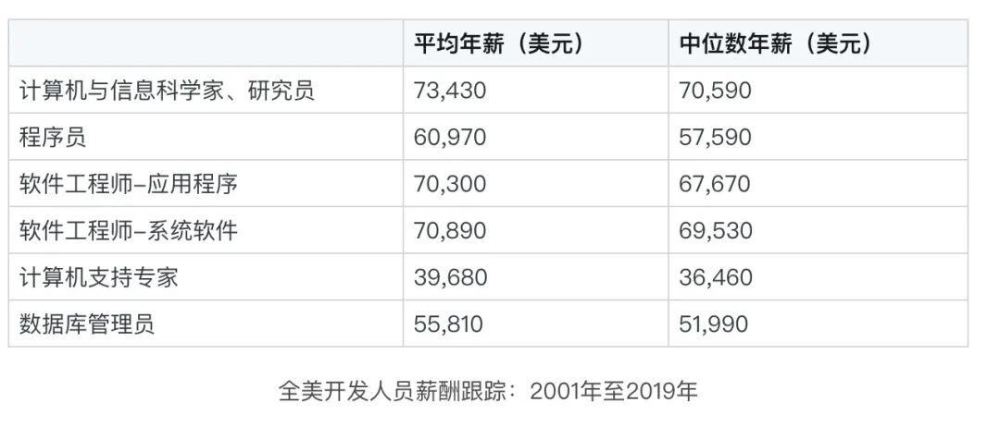 平均年薪（美元） 中位数年薪（美元）
计算机与信息科学家、研究员 73,430 70,590
程序员 60,970 57,590
软件工程师–应用程序 70,300 67,670
软件工程师–系统软件 70,890 69,530
计算机支持专家 39,680 36,460
数据库管理员 55,810 51,990
全美开发人员薪酬跟踪：2001年至2019年